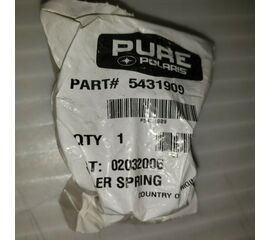 PURE
POLARIS
PART# 5431909
QTY 1
T: 02032006
ER SPRING
COUNTRY O